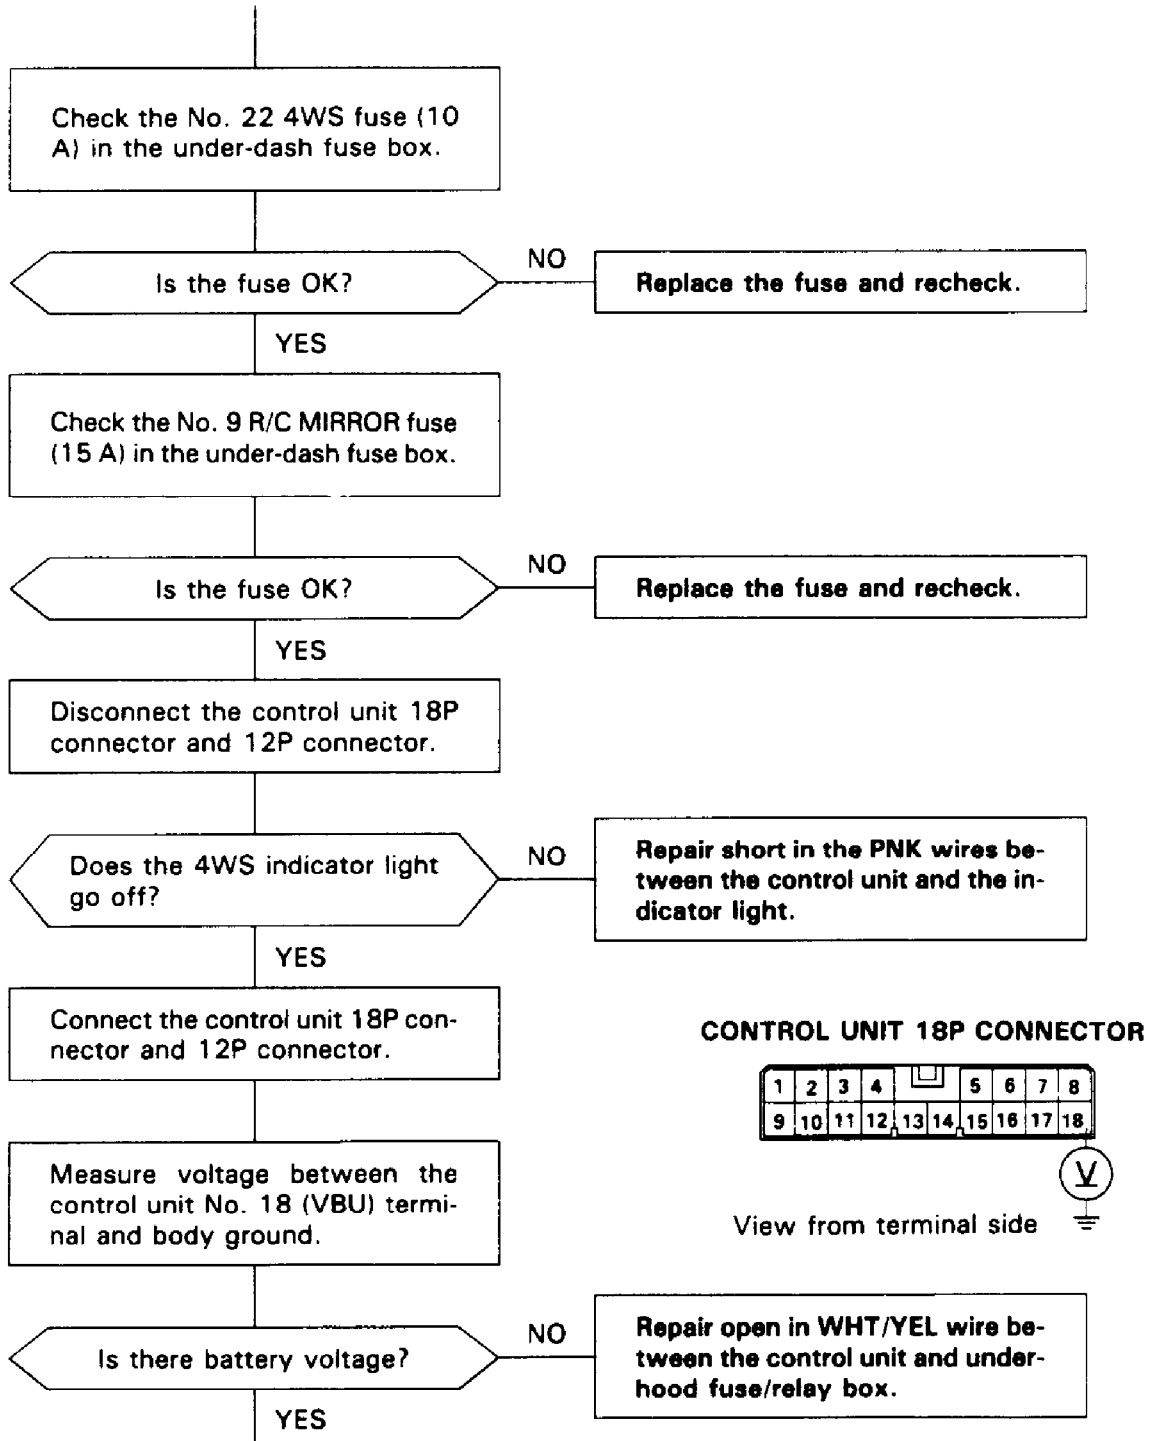 Check the No. 22 4WS fuse (10
A) in the under-dash fuse box.
Is the fuse OK?
NO
Replace the fuse and recheck.
YES
Check the No. 9 R/C MIRROR fuse
(15 A) in the under-dash fuse box.
Is the fuse OK?
NO
Replace the fuse and recheck.
YES
Disconnect the control unit 18P
connector and 12P connector.
Does the 4WS indicator light
go off?
NO
Repair short in the PNK wires be-
tween the control unit and the in-
dicator light.
YES
Connect the control unit 18P con-
nector and 12P connector.
CONTROL UNIT 18P CONNECTOR
1 2 3 4 5 6 7 8
9 10 11 12 13 14 15 16 17 18
V
View from terminal side
Measure voltage between the
control unit No. 18 (VBU) termi-
nal and body ground.
Is there battery voltage?
NO
Repair open in WHT/YEL wire be-
tween the control unit and under-
hood fuse/relay box.
YES